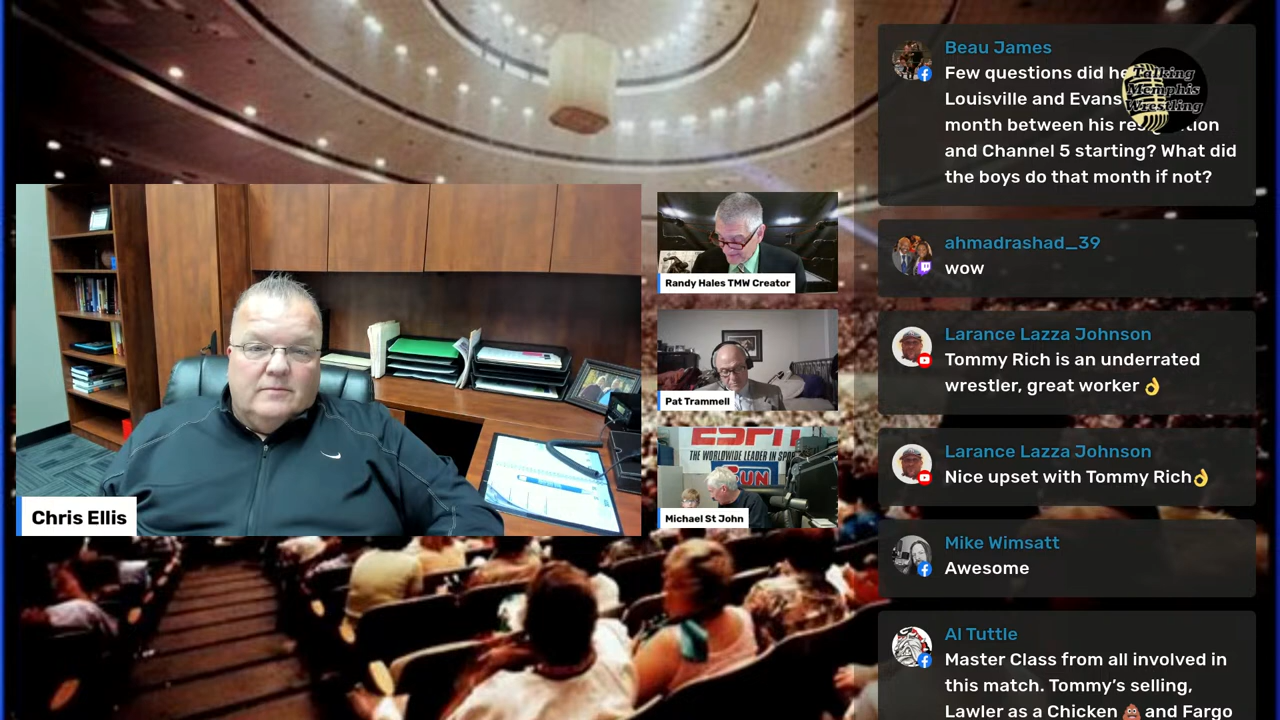 Beau James
Few questions did he
Louisville and Evans
month between his
and Channel 5 starting? What did
the boys do that month if not?
Talking
Memphis
Wrestling
ahmadrashad_39
wow
Larance Lazza Johnson
Tommy Rich is an underrated
wrestler, great worker 👌
Larance Lazza Johnson
Nice upset with Tommy Rich👌
Mike Wimsatt
Awesome
Al Tuttle
Master Class from all involved in
this match. Tommy’s selling,
Lawler as a Chicken 💩 and Fargo
Chris Ellis
Randy Hales TMW Creator
Pat Trammell
ESPN
THE WORLDWIDE LEADER IN SPOR
SUN
Michael St John